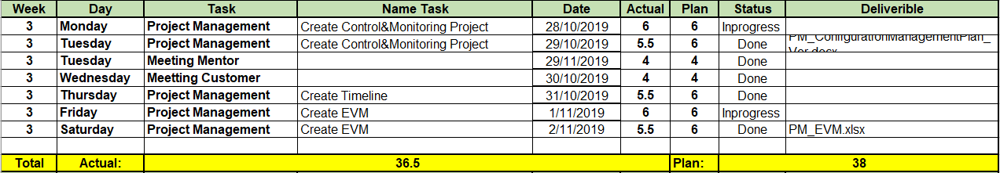 Week Day Task Name Task Date Actual Plan Status Deliverible
3 Monday Project Management Create Control&Monitoring Project 28/10/2019 6 6 Inprogress
3 Tuesday Project Management Create Control&Monitoring Project 29/10/2019 5.5 6 Done PM_ConfigurationManagementPlan_
Ver.docx
3 Tuesday Meeting Mentor 29/11/2019 4 4 Done
3 Wednesday Meetting Customer 30/10/2019 4 4 Done
3 Thursday Project Management Create Timeline 31/10/2019 5.5 6 Done
3 Friday Project Management Create EVM 1/11/2019 6 6 Inprogress
3 Saturday Project Management Create EVM 2/11/2019 5.5 6 Done PM_EVM.xlsx
Total Actual: 36.5 Plan: 38